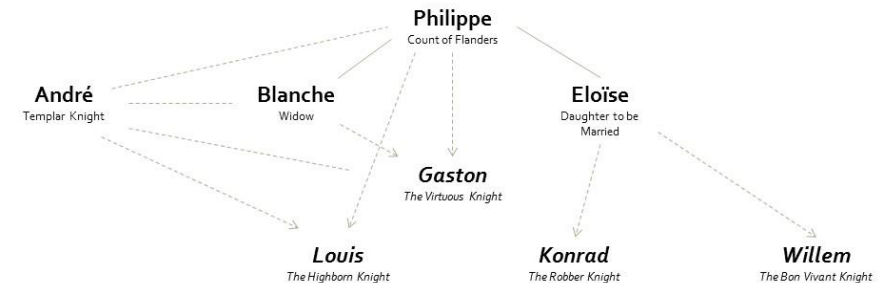 Philippe
Count of Flanders
André
Templar Knight
Blanche
Widow
Eloïse
Daughter to be
Married
Gaston
The Virtuous Knight
Louis
The Highborn Knight
Konrad
The Robber Knight
Willem
The Bon Vivant Knight